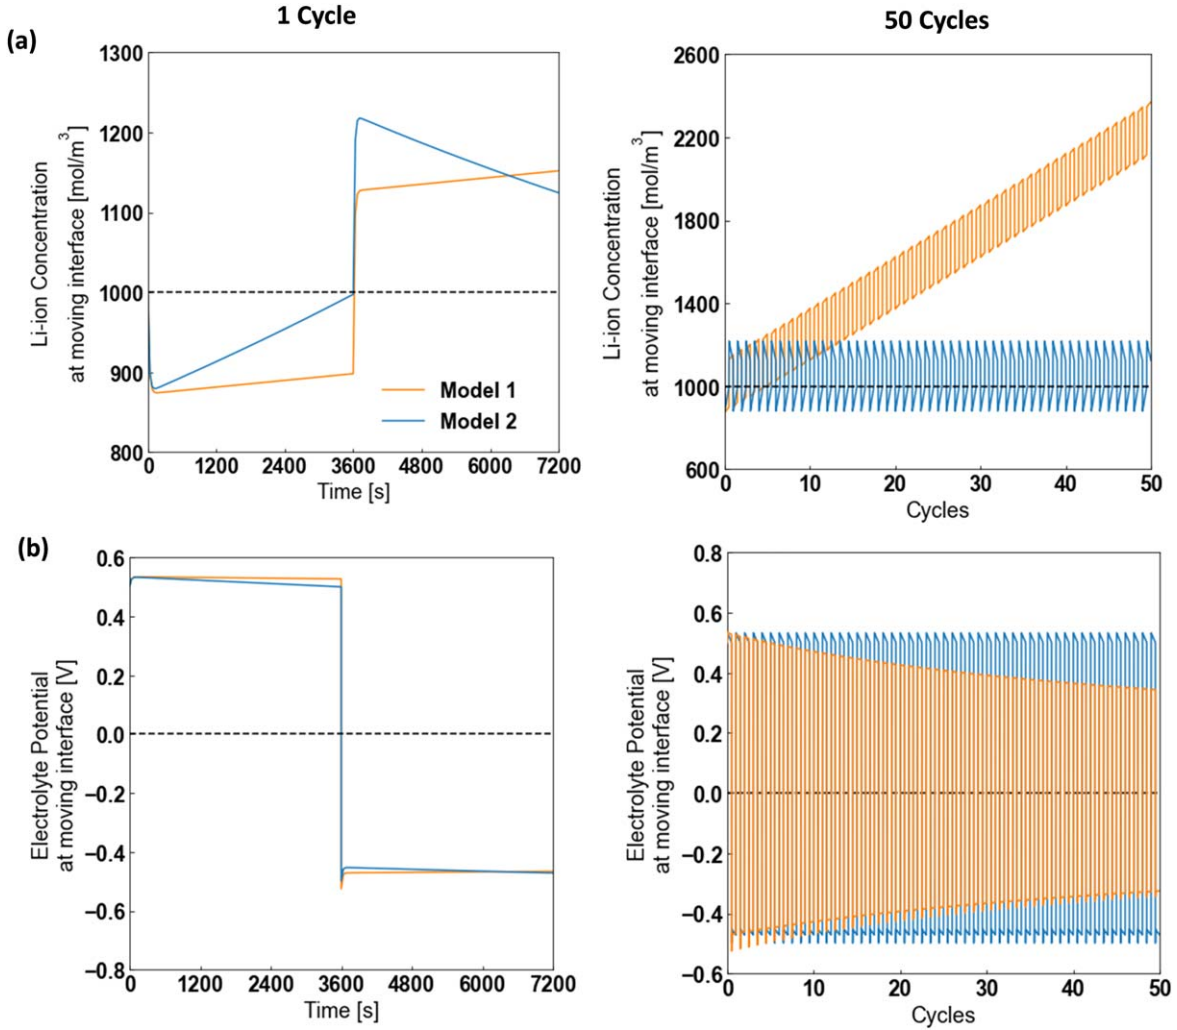 1 Cycle
50 Cycles
(a)
Li-ion Concentration
at moving interface [mol/m³]
1300
1200
1100
1000
900
800
0 1200 2400 3600 4800 6000 7200
Time [s]
Model 1
Model 2
Li-ion Concentration
at moving interface [mol/m³]
2600
2200
1800
1400
1000
600
0 10 20 30 40 50
Cycles
(b)
Electrolyte Potential
at moving interface [V]
0.6
0.4
0.2
0.0
−0.2
−0.4
−0.6
−0.8
0 1200 2400 3600 4800 6000 7200
Time [s]
Electrolyte Potential
at moving interface [V]
0.8
0.6
0.4
0.2
0.0
−0.2
−0.4
−0.6
0 10 20 30 40 50
Cycles